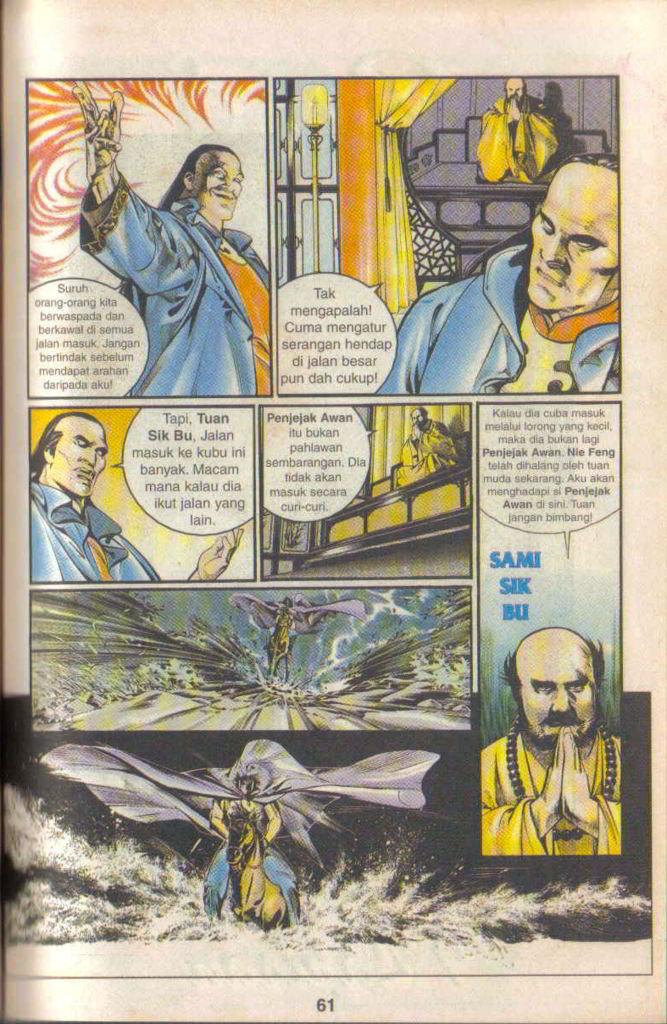 Suruh
orang-orang kita
berwaspada dan
berkawal di semua
jalan masuk. Jangan
bertindak sebelum
mendapat arahan
daripada aku!
Tak
mengapalah!
Cuma mengatur
serangan hendap
di jalan besar
pun dah cukup!
Tapi, Tuan
Sik Bu, Jalan
masuk ke kubu ini
banyak. Macam
mana kalau dia
ikut jalan yang
lain.
Penjejak Awan
itu bukan
pahlawan
sembarangan. Dia
tidak akan
masuk secara
curi-curi.
Kalau dia cuba masuk
melalui lorong yang kecil,
maka dia bukan lagi
Penjejak Awan. Nie Feng
telah dihalang oleh tuan
muda sekarang. Aku akan
menghadapi si Penjejak
Awan di sini. Tuan
jangan bimbang!
SAMI
SIK
BU
61